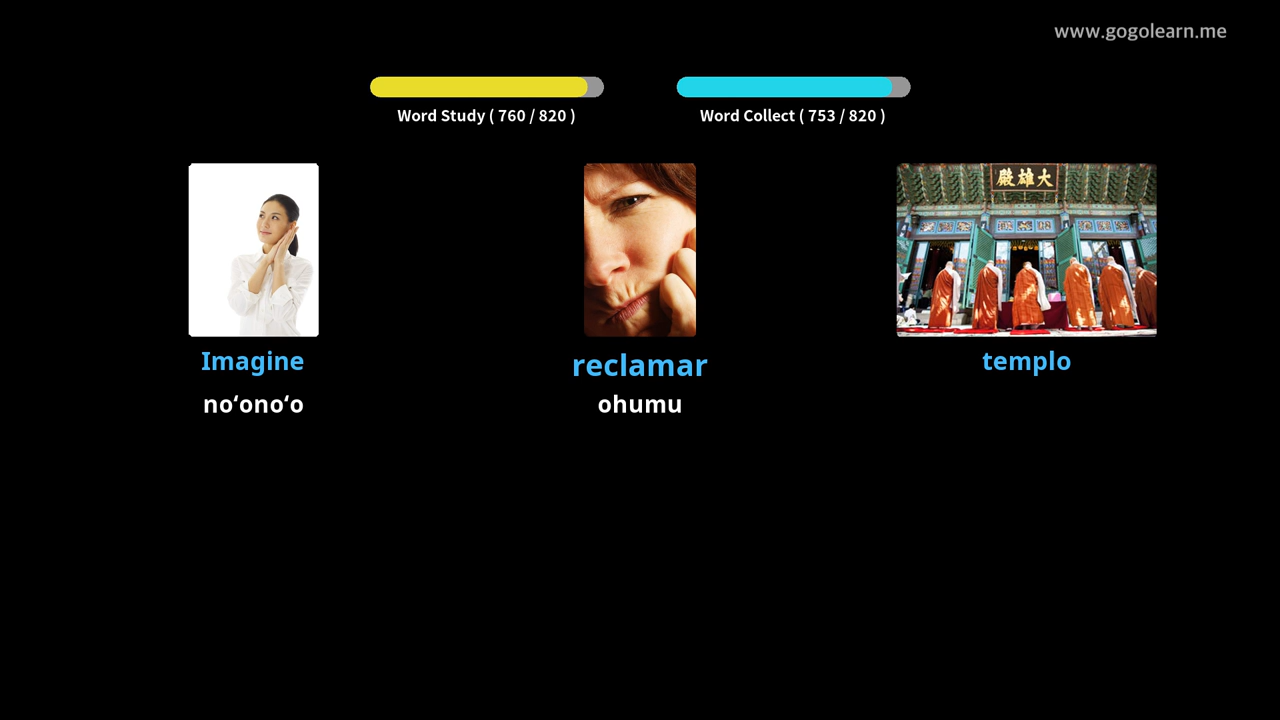 www.gogolearn.me
Word Study ( 760 / 820 )
Word Collect ( 753 / 820 )
大雄殿
Imagine
reclamar
templo
noʻonoʻo
ohumu